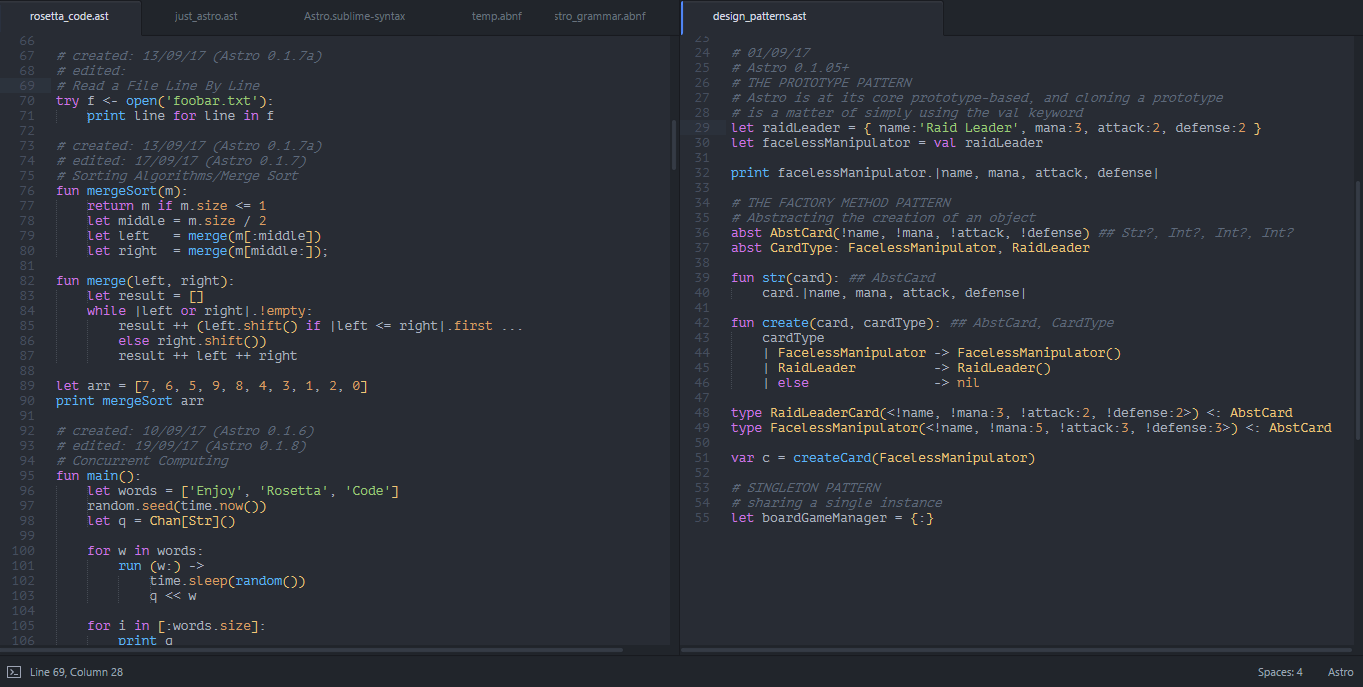 rosetta_code.ast just_astro.ast Astro.sublime-syntax temp.abnf stro_grammar.abnf
66
67 # created: 13/09/17 (Astro 0.1.7a)
68 # edited:
69 # Read a File Line By Line
70 try f <- open('foobar.txt'):
71 print line for line in f
72
73 # created: 13/09/17 (Astro 0.1.7a)
74 # edited: 17/09/17 (Astro 0.1.7)
75 # Sorting Algorithms/Merge Sort
76 fun mergeSort(m):
77 return m if m.size <= 1
78 let middle = m.size / 2
79 let left   = merge(m[:middle])
80 let right  = merge(m[middle:]);
81
82 fun merge(left, right):
83 let result = []
84 while |left or right|.!empty:
85 result ++ (left.shift() if |left <= right|.first ...
86 else right.shift())
87 result ++ left ++ right
88
89 let arr = [7, 6, 5, 9, 8, 4, 3, 1, 2, 0]
90 print mergeSort arr
91
92 # created: 10/09/17 (Astro 0.1.6)
93 # edited: 19/09/17 (Astro 0.1.8)
94 # Concurrent Computing
95 fun main():
96 let words = ['Enjoy', 'Rosetta', 'Code']
97 random.seed(time.now())
98 let q = Chan[Str]()
99
100 for w in words:
101 run (w:) ->
102 time.sleep(random())
103 q << w
104
105 for i in [:words.size]:
106 print q
design_patterns.ast
23
24 # 01/09/17
25 # Astro 0.1.05+
26 # THE PROTOTYPE PATTERN
27 # Astro is at its core prototype-based, and cloning a prototype
28 # is a matter of simply using the val keyword
29 let raidLeader = { name:'Raid Leader', mana:3, attack:2, defense:2 }
30 let facelessManipulator = val raidLeader
31
32 print facelessManipulator.|name, mana, attack, defense|
33
34 # THE FACTORY METHOD PATTERN
35 # Abstracting the creation of an object
36 abst AbstCard(!name, !mana, !attack, !defense) ## Str?, Int?, Int?, Int?
37 abst CardType: FacelessManipulator, RaidLeader
38
39 fun str(card): ## AbstCard
40 card.|name, mana, attack, defense|
41
42 fun create(card, cardType): ## AbstCard, CardType
43 cardType
44 | FacelessManipulator -> FacelessManipulator()
45 | RaidLeader          -> RaidLeader()
46 | else                -> nil
47
48 type RaidLeaderCard(<!name, !mana:3, !attack:2, !defense:2>) <: AbstCard
49 type FacelessManipulator(<!name, !mana:5, !attack:3, !defense:3>) <: AbstCard
50
51 var c = createCard(FacelessManipulator)
52
53 # SINGLETON PATTERN
54 # sharing a single instance
55 let boardGameManager = {:}
Line 69, Column 28 Spaces: 4 Astro